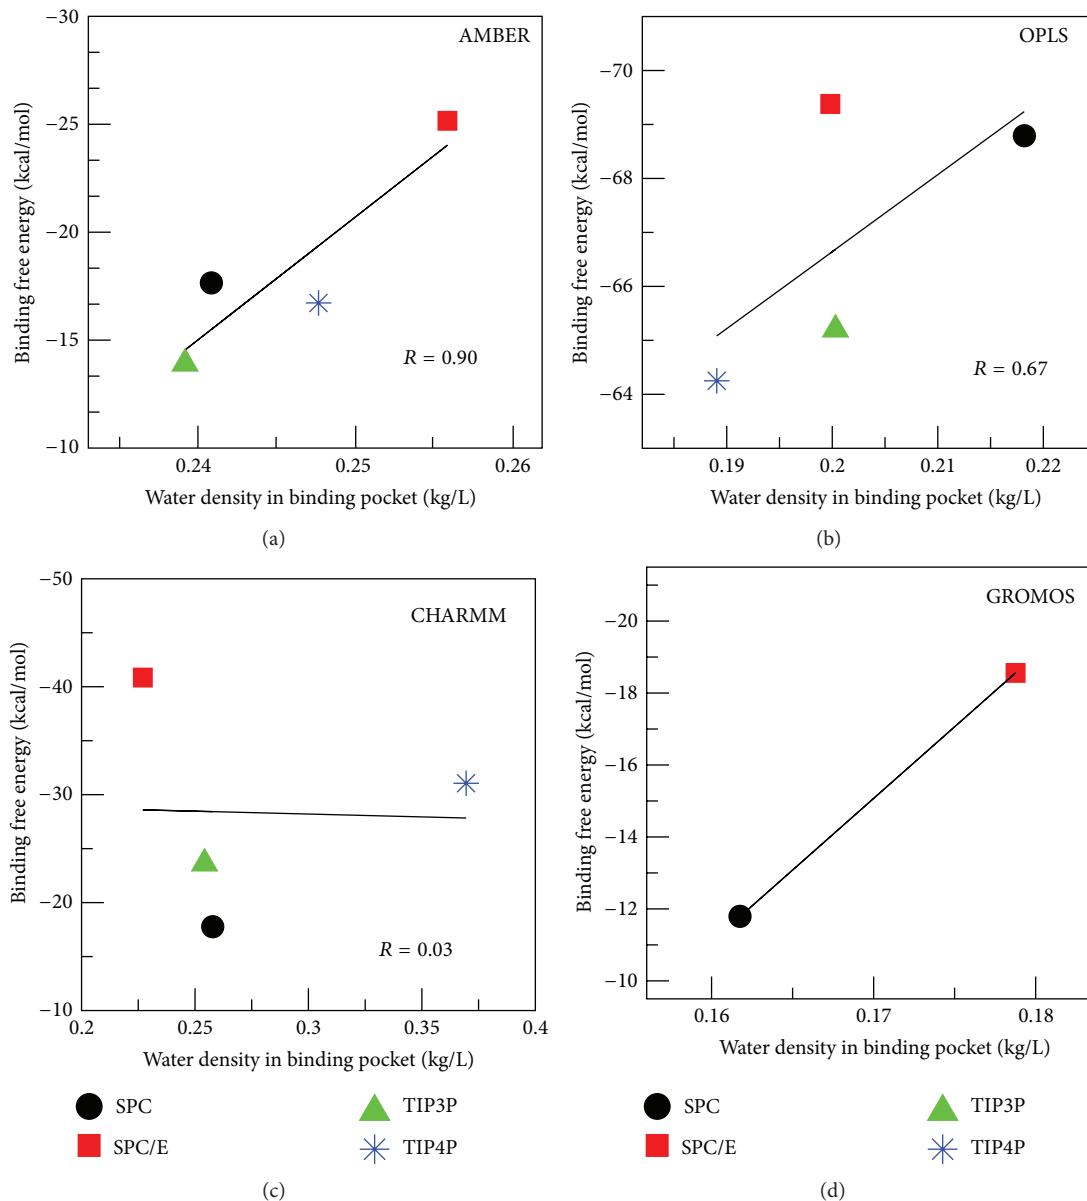 AMBER
Binding free energy (kcal/mol)
−30
−25
−20
−15
−10
R = 0.90
0.24
0.25
0.26
Water density in binding pocket (kg/L)
(a)
OPLS
Binding free energy (kcal/mol)
−70
−68
−66
−64
R = 0.67
0.19
0.2
0.21
0.22
Water density in binding pocket (kg/L)
(b)
CHARMM
Binding free energy (kcal/mol)
−50
−40
−30
−20
−10
R = 0.03
0.2
0.25
0.3
0.35
0.4
Water density in binding pocket (kg/L)
SPC
TIP3P
SPC/E
TIP4P
(c)
GROMOS
Binding free energy (kcal/mol)
−20
−18
−16
−14
−12
−10
0.16
0.17
0.18
Water density in binding pocket (kg/L)
SPC
TIP3P
SPC/E
TIP4P
(d)